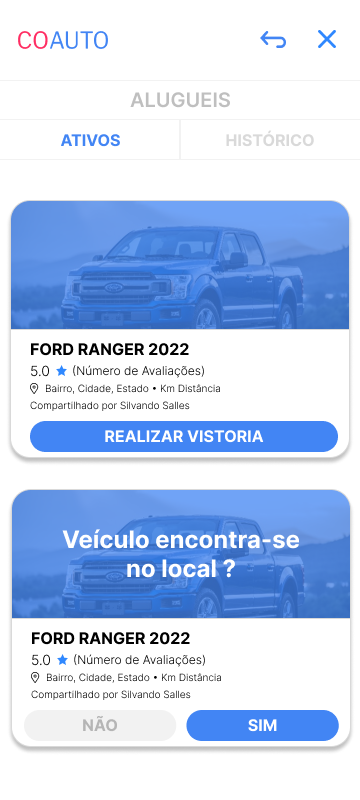 COAUTO
ALUGUEIS
ATIVOS
HISTÓRICO
FORD RANGER 2022
5.0 ★ (Número de Avaliações)
Bairro, Cidade, Estado • Km Distância
Compartilhado por Silvando Salles
REALIZAR VISTORIA
Veículo encontra-se
no local ?
FORD RANGER 2022
5.0 ★ (Número de Avaliações)
Bairro, Cidade, Estado • Km Distância
Compartilhado por Silvando Salles
NÃO
SIM